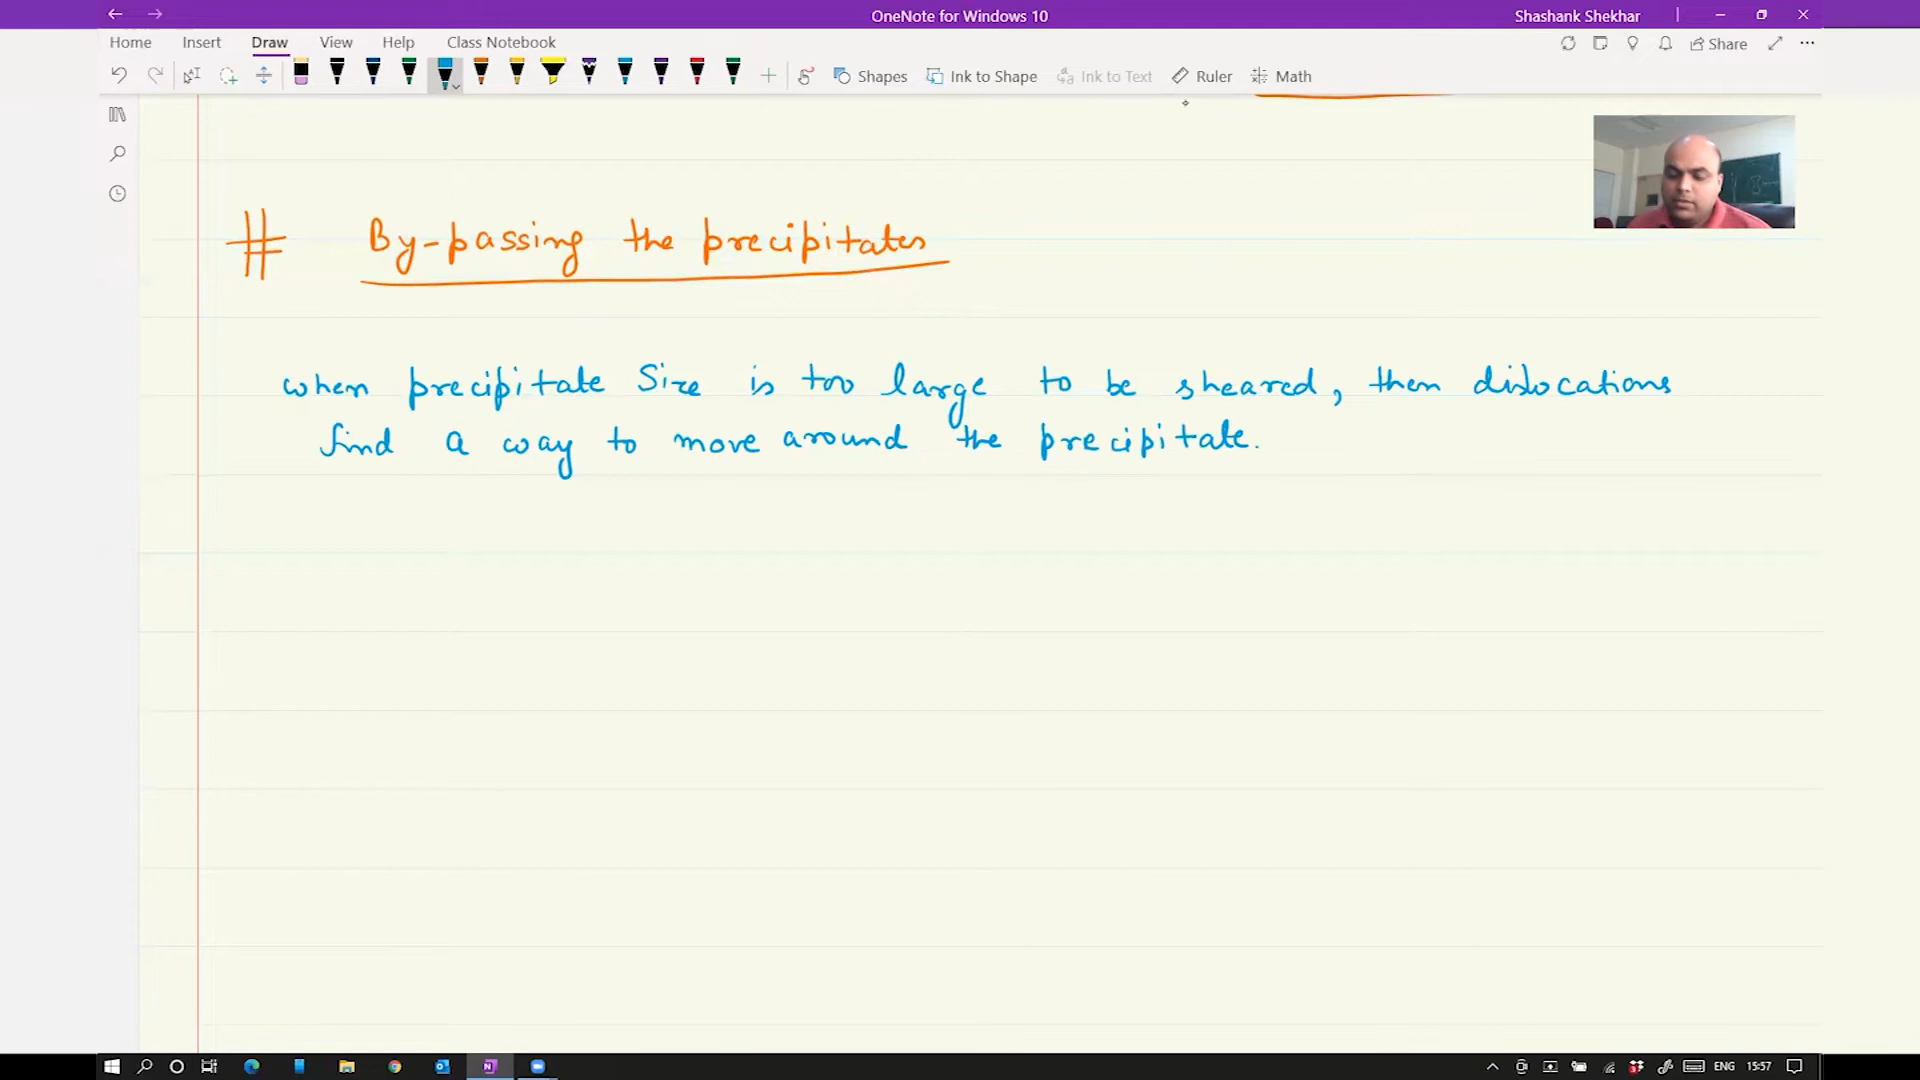 OneNote for Windows 10
Shashank Shekhar
Home Insert Draw View Help Class Notebook
Share
Shapes Ink to Shape Ink to Text Ruler Math
# By-passing the precipitates
when precipitate Size is too large to be sheared, then dislocations
find a way to move around the precipitate.
ENG 15:57